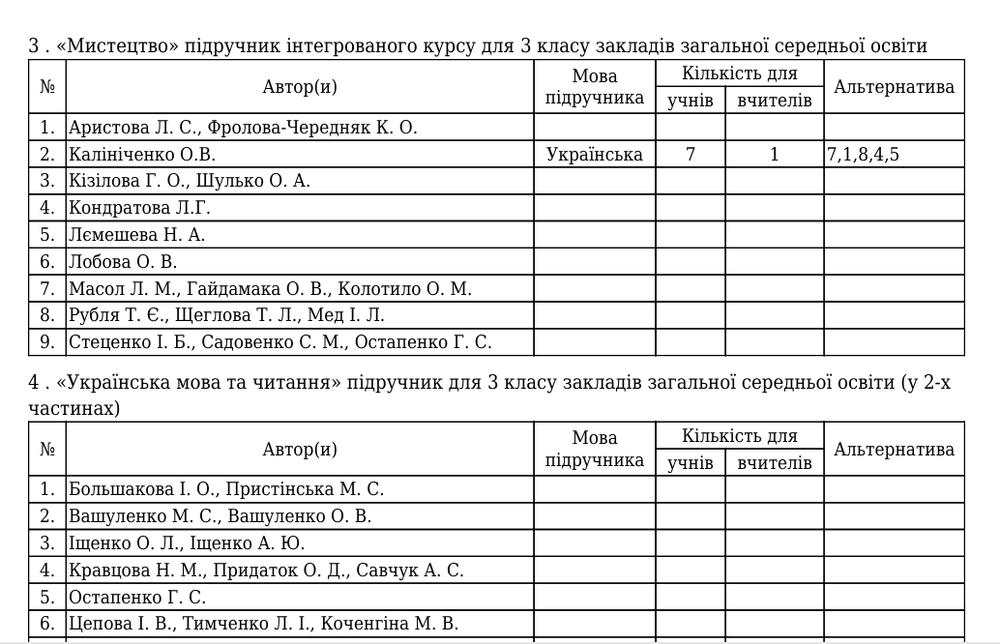 3 . «Мистецтво» підручник інтегрованого курсу для 3 класу закладів загальної середньої освіти
№ Автор(и) Мова підручника Кількість для учнів вчителів Альтернатива
1. Аристова Л. С., Фролова-Чередняк К. О.
2. Калініченко О.В. Українська 7 1 7,1,8,4,5
3. Кізілова Г. О., Шулько О. А.
4. Кондратова Л.Г.
5. Лємешева Н. А.
6. Лобова О. В.
7. Масол Л. М., Гайдамака О. В., Колотило О. М.
8. Рубля Т. Є., Щеглова Т. Л., Мед І. Л.
9. Стеценко І. Б., Садовенко С. М., Остапенко Г. С.
4 . «Українська мова та читання» підручник для 3 класу закладів загальної середньої освіти (у 2-х
частинах)
№ Автор(и) Мова підручника Кількість для учнів вчителів Альтернатива
1. Большакова І. О., Пристінська М. С.
2. Вашуленко М. С., Вашуленко О. В.
3. Іщенко О. Л., Іщенко А. Ю.
4. Кравцова Н. М., Придаток О. Д., Савчук А. С.
5. Остапенко Г. С.
6. Цепова І. В., Тимченко Л. І., Коченгіна М. В.